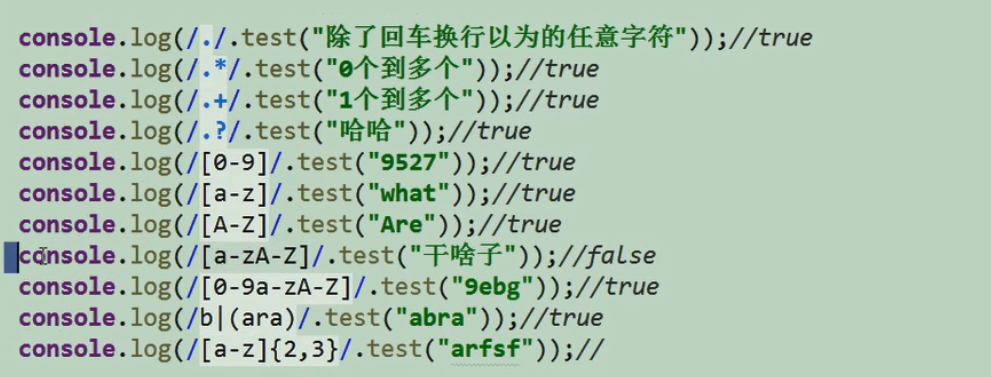 console.log(/./.test("除了回车换行以为的任意字符"));//true
console.log(/.*/.test("0个到多个"));//true
console.log(/.+/.test("1个到多个"));//true
console.log(/.?/.test("哈哈"));//true
console.log(/[0-9]/.test("9527"));//true
console.log(/[a-z]/.test("what"));//true
console.log(/[A-Z]/.test("Are"));//true
console.log(/[a-zA-Z]/.test("干啥子"));//false
console.log(/[0-9a-zA-Z]/.test("9ebg"));//true
console.log(/b|(ara)/.test("abra"));//true
console.log(/[a-z]{2,3}/.test("arfsf"));//